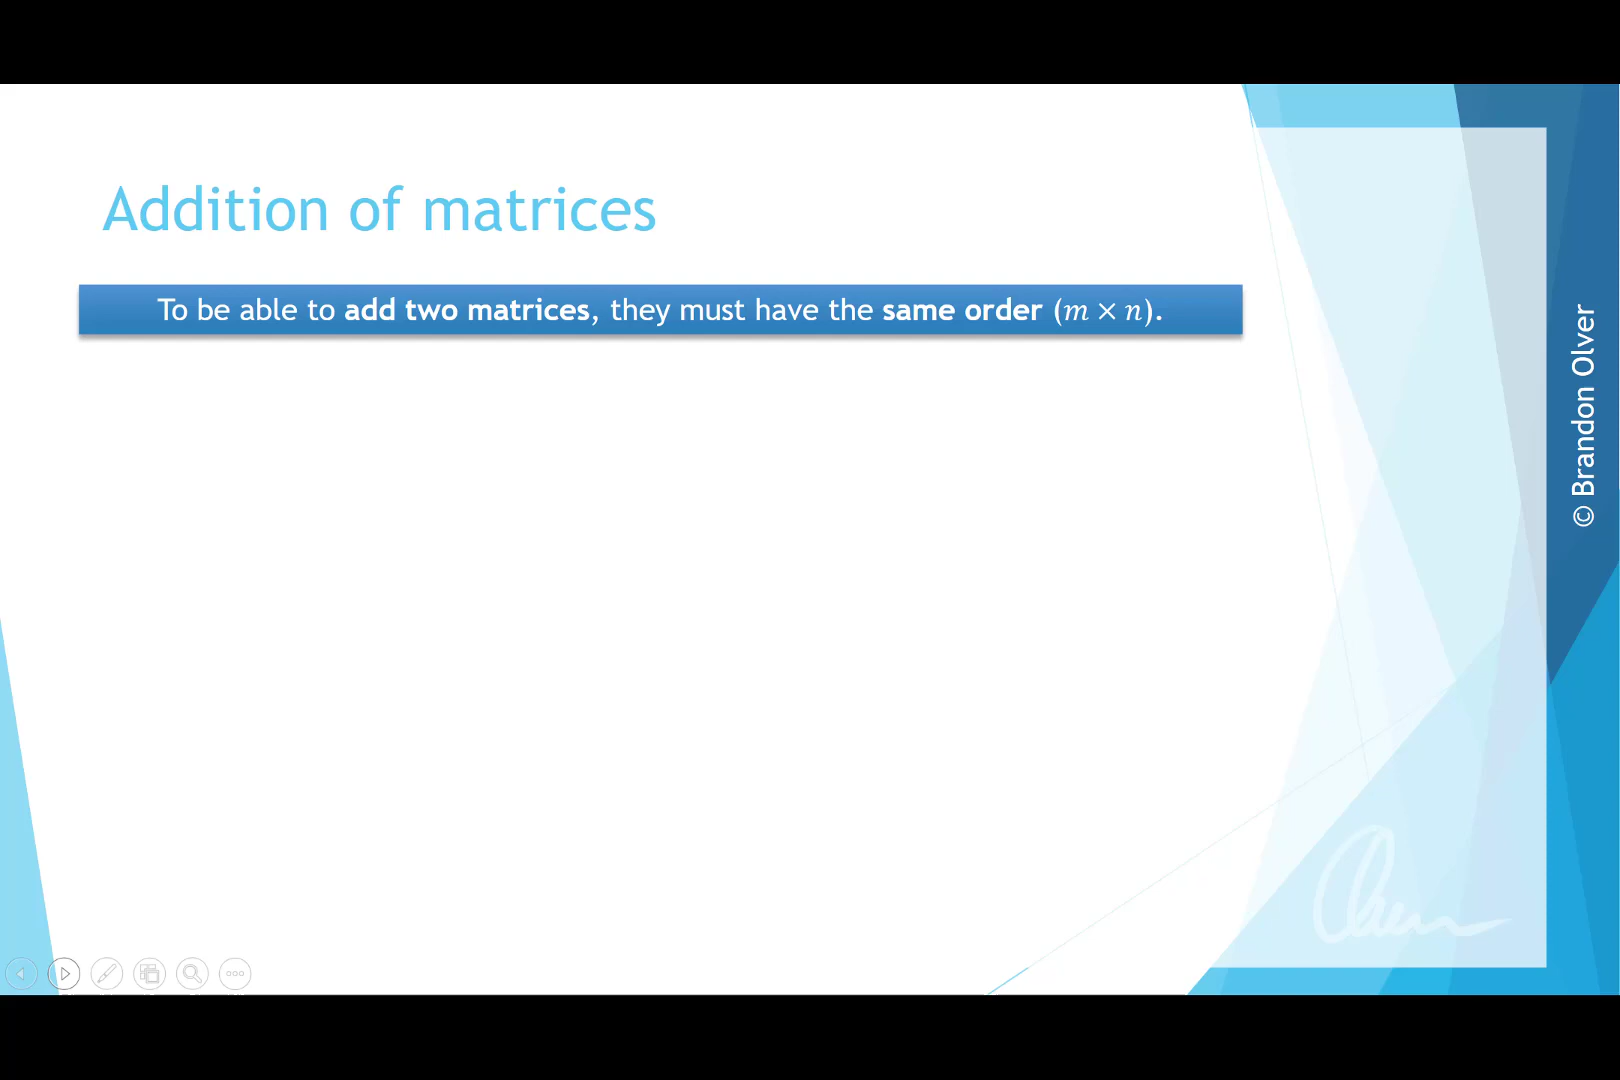 Addition of matrices
To be able to add two matrices, they must have the same order (m × n).
© Brandon Olver